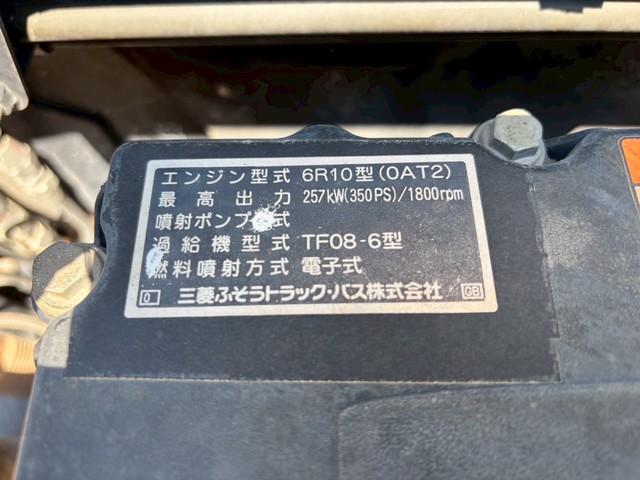 エンジン型式 6R10型(0AT2)
最高出力 257kW(350PS)/1800rpm
噴射ポンプ型式
過給機型式 TF08-6型
燃料噴射方式 電子式
0 三菱ふそうトラック・バス株式会社 GB